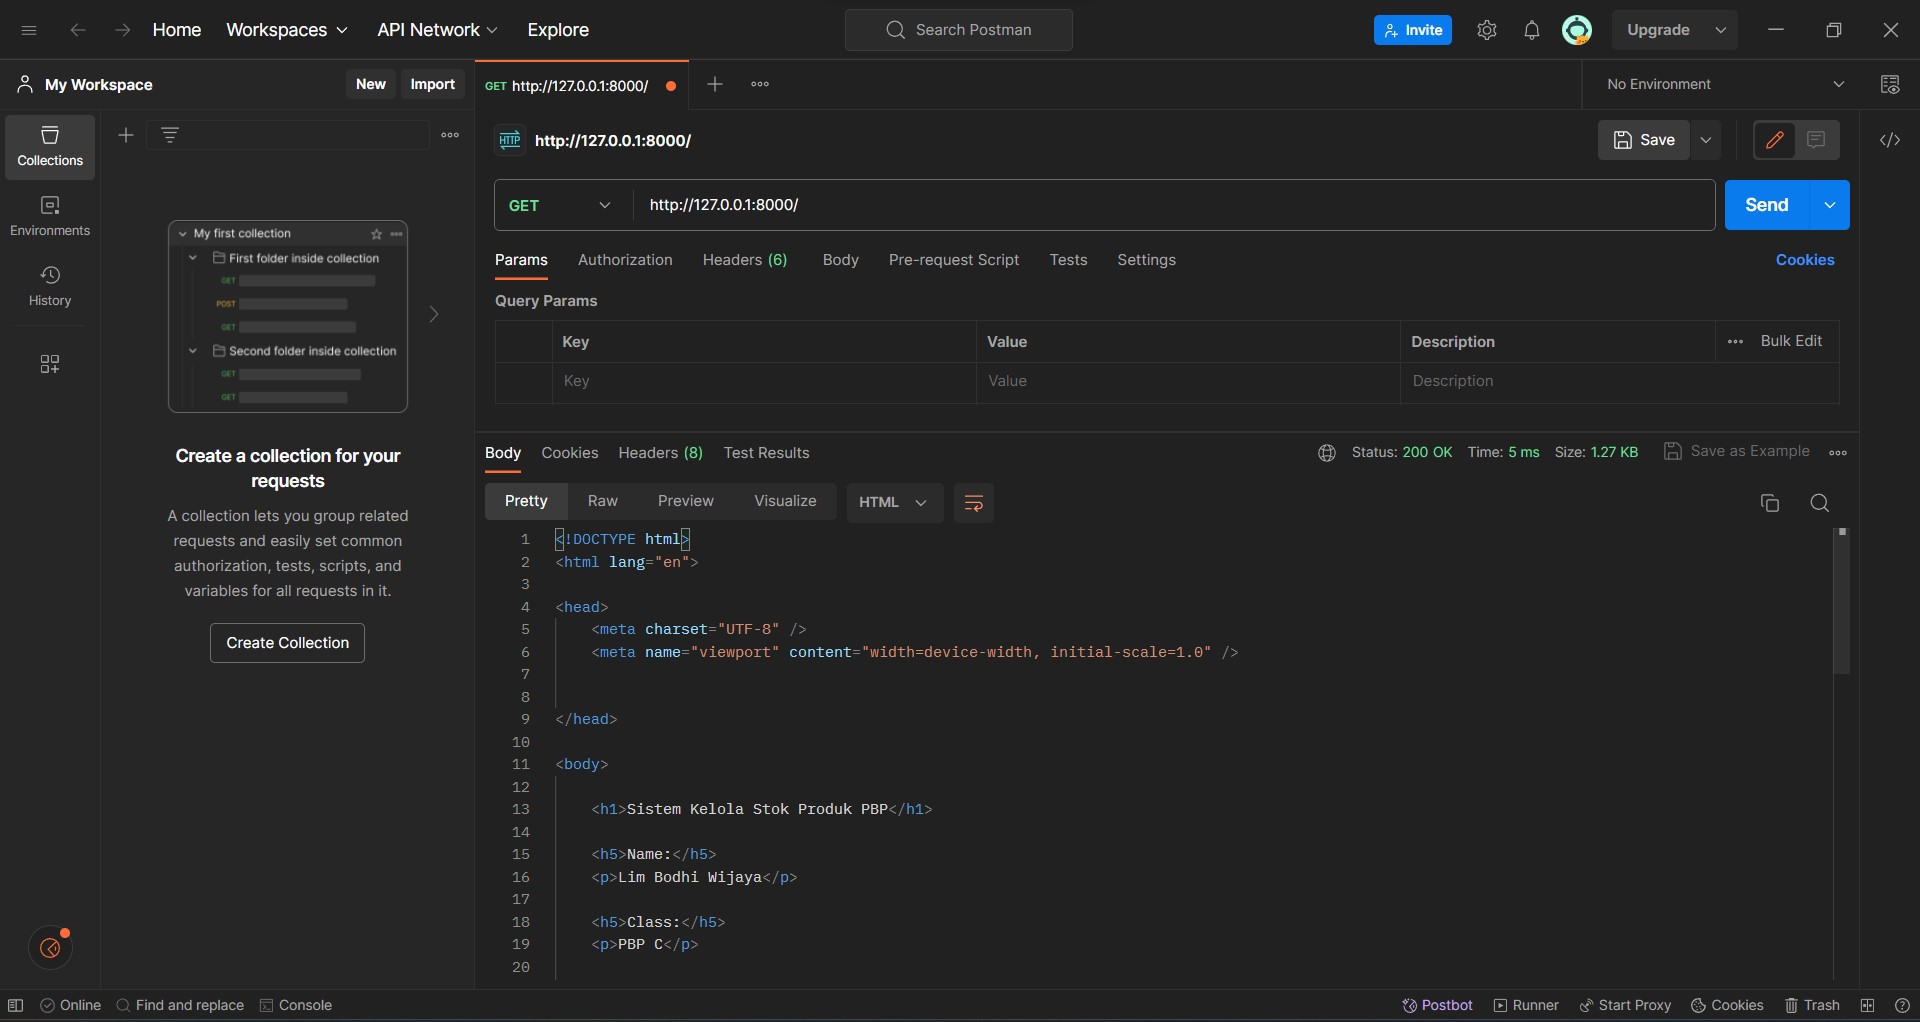 Home Workspaces API Network Explore Search Postman Invite Upgrade
My Workspace New Import GET http://127.0.0.1:8000/ No Environment
Collections
http://127.0.0.1:8000/ Save
GET http://127.0.0.1:8000/ Send
Environments
Params Authorization Headers (6) Body Pre-request Script Tests Settings Cookies
History
Query Params
Key Value Description Bulk Edit
Key Value Description
My first collection
First folder inside collection
GET
POST
GET
Second folder inside collection
GET
GET
Create a collection for your
requests
A collection lets you group related
requests and easily set common
authorization, tests, scripts, and
variables for all requests in it.
Create Collection
Body Cookies Headers (8) Test Results Status: 200 OK Time: 5 ms Size: 1.27 KB Save as Example
Pretty Raw Preview Visualize HTML
1 <!DOCTYPE html>
2 <html lang="en">
3
4 <head>
5 <meta charset="UTF-8" />
6 <meta name="viewport" content="width=device-width, initial-scale=1.0" />
7
8
9 </head>
10
11 <body>
12
13 <h1>Sistem Kelola Stok Produk PBP</h1>
14
15 <h5>Name:</h5>
16 <p>Lim Bodhi Wijaya</p>
17
18 <h5>Class:</h5>
19 <p>PBP C</p>
20
Online Find and replace Console Postbot Runner Start Proxy Cookies Trash